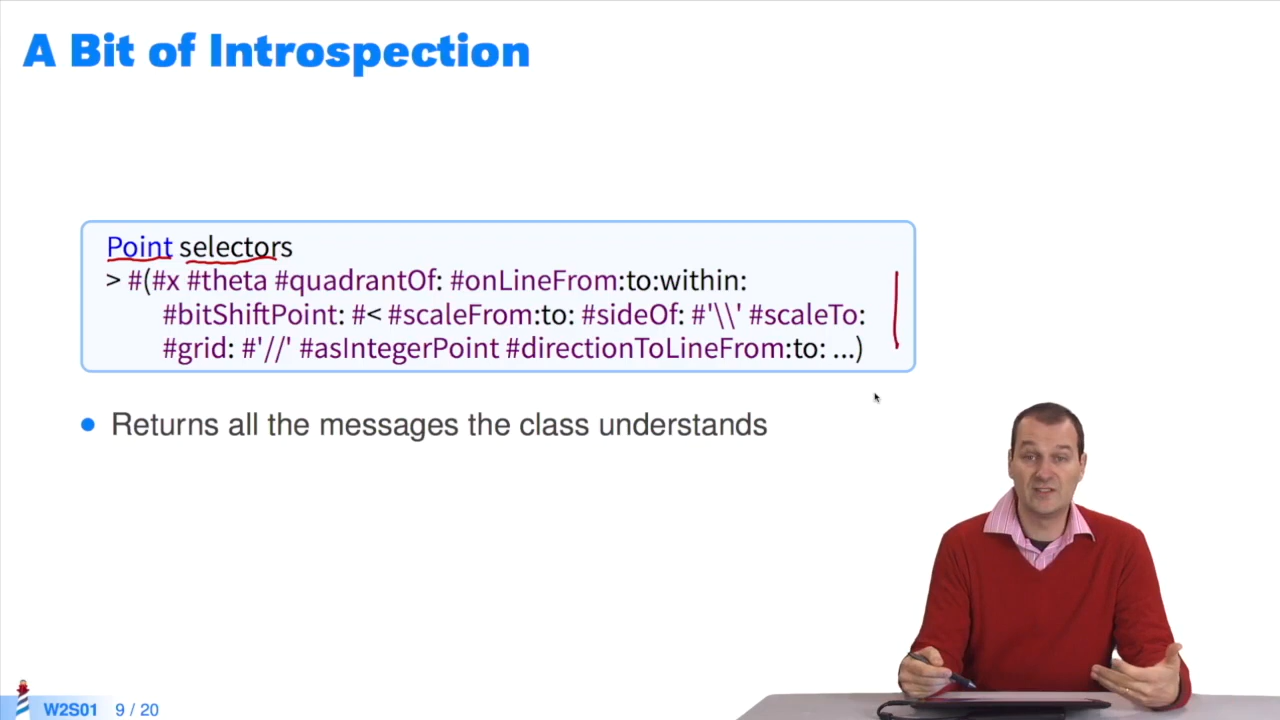 A Bit of Introspection
Point selectors
> #(#x #theta #quadrantOf: #onLineFrom:to:within:
#bitShiftPoint: #< #scaleFrom:to: #sideOf: #'\\' #scaleTo:
#grid: #'//' #asIntegerPoint #directionToLineFrom:to: ...)
Returns all the messages the class understands
W2S01 9 / 20